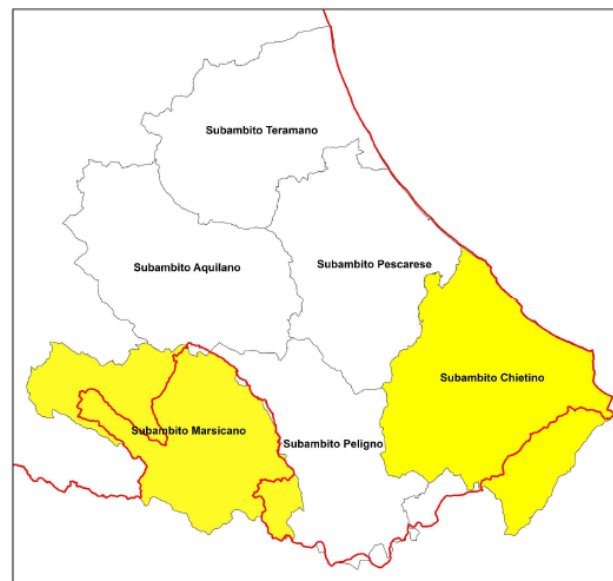 Subambito Teramano
Subambito Aquilano
Subambito Pescarese
Subambito Chietino
Subambito Marsicano
Subambito Peligno